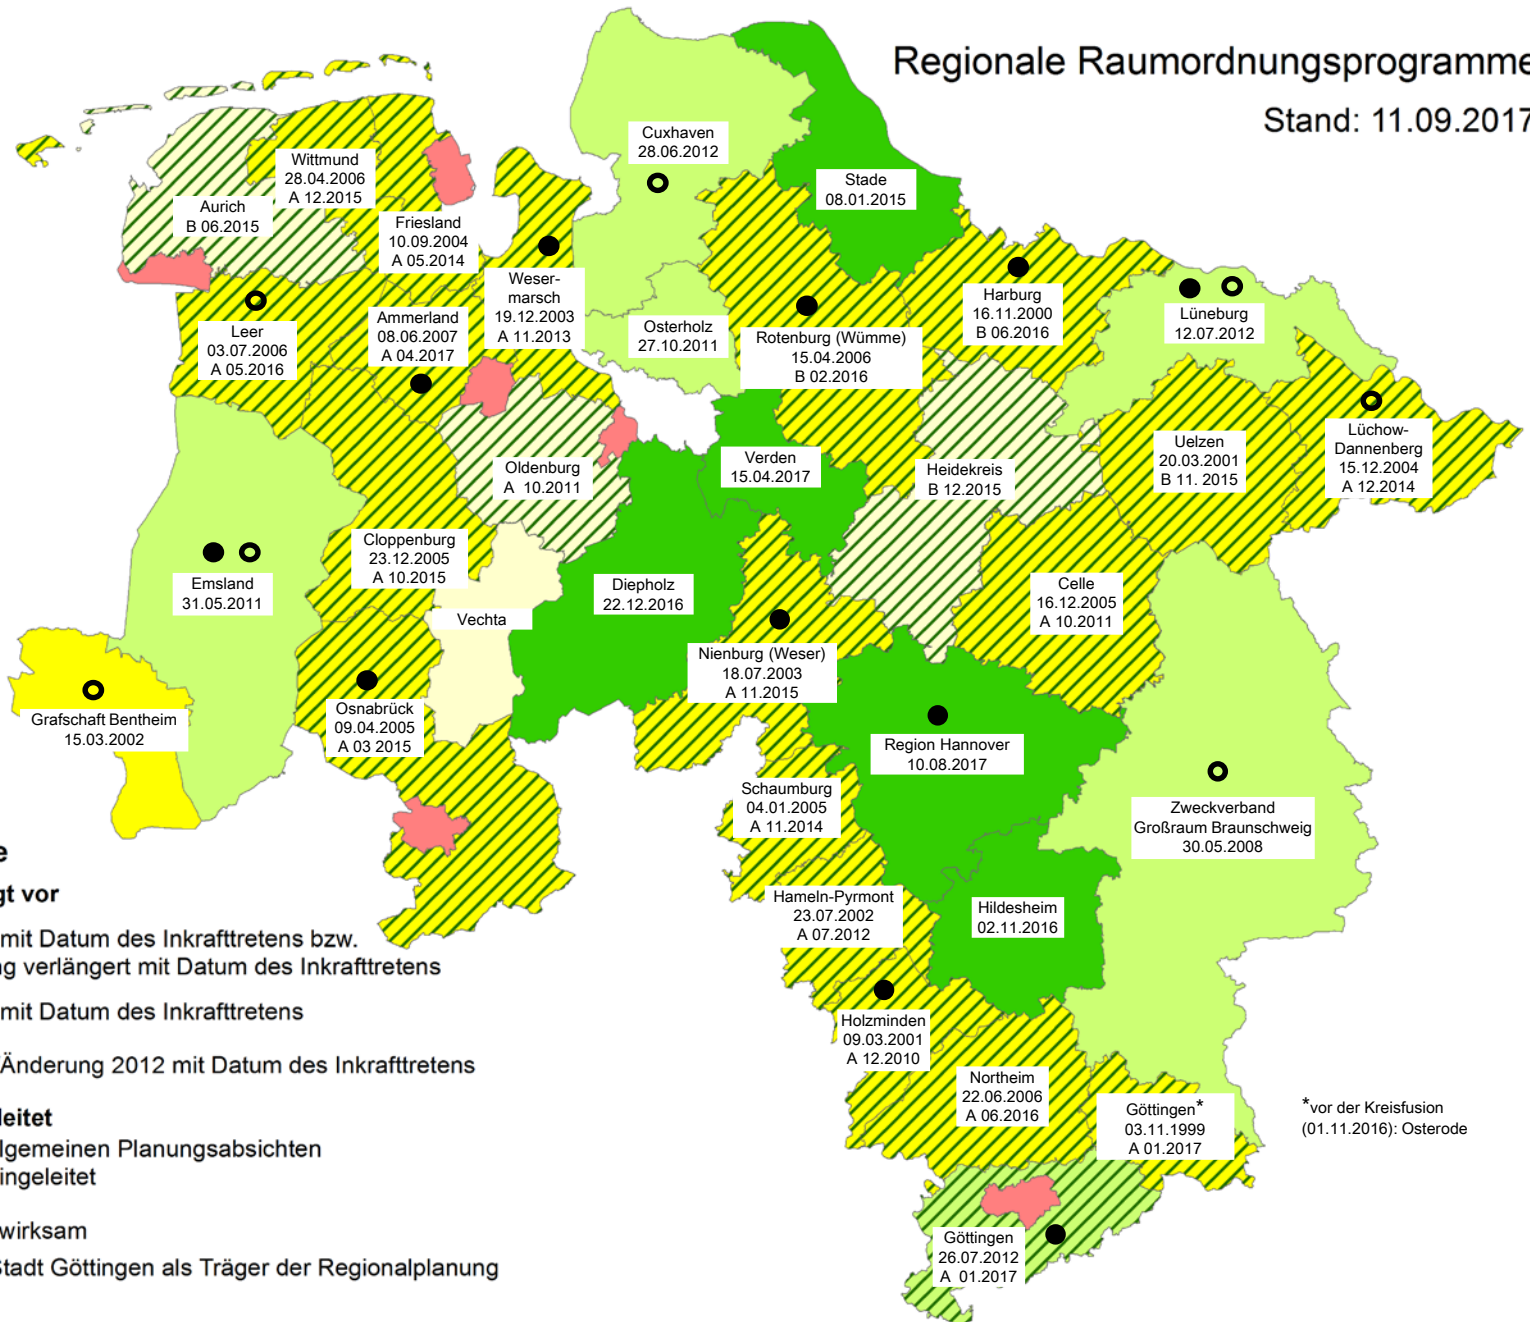 Regionale Raumordnungsprogramme
Stand: 11.09.2017
Cuxhaven
28.06.2012
Stade
08.01.2015
Wittmund
28.04.2006
A 12.2015
Aurich
B 06.2015
Friesland
10.09.2004
A 05.2014
Weser-
marsch
19.12.2003
A 11.2013
Harburg
16.11.2000
B 06.2016
Lüneburg
12.07.2012
Leer
03.07.2006
A 05.2016
Ammerland
08.06.2007
A 04.2017
Osterholz
27.10.2011
Rotenburg (Wümme)
15.04.2006
B 02.2016
Oldenburg
A 10.2011
Verden
15.04.2017
Heidekreis
B 12.2015
Uelzen
20.03.2001
B 11. 2015
Lüchow-
Dannenberg
15.12.2004
A 12.2014
Cloppenburg
23.12.2005
A 10.2015
Emsland
31.05.2011
Diepholz
22.12.2016
Celle
16.12.2005
A 10.2011
Vechta
Nienburg (Weser)
18.07.2003
A 11.2015
Grafschaft Bentheim
15.03.2002
Osnabrück
09.04.2005
A 03 2015
Region Hannover
10.08.2017
Schaumburg
04.01.2005
A 11.2014
Zweckverband
Großraum Braunschweig
30.05.2008
Hameln-Pyrmont
23.07.2002
A 07.2012
Hildesheim
02.11.2016
Holzminden
09.03.2001
A 12.2010
Northeim
22.06.2006
A 06.2016
Göttingen*
03.11.1999
A 01.2017
*vor der Kreisfusion
(01.11.2016): Osterode
Göttingen
26.07.2012
A 01.2017
e
gt vor
mit Datum des Inkrafttretens bzw.
ng verlängert mit Datum des Inkrafttretens
mit Datum des Inkrafttretens
Änderung 2012 mit Datum des Inkrafttretens
leitet
llgemeinen Planungsabsichten
ingeleitet
wirksam
Stadt Göttingen als Träger der Regionalplanung